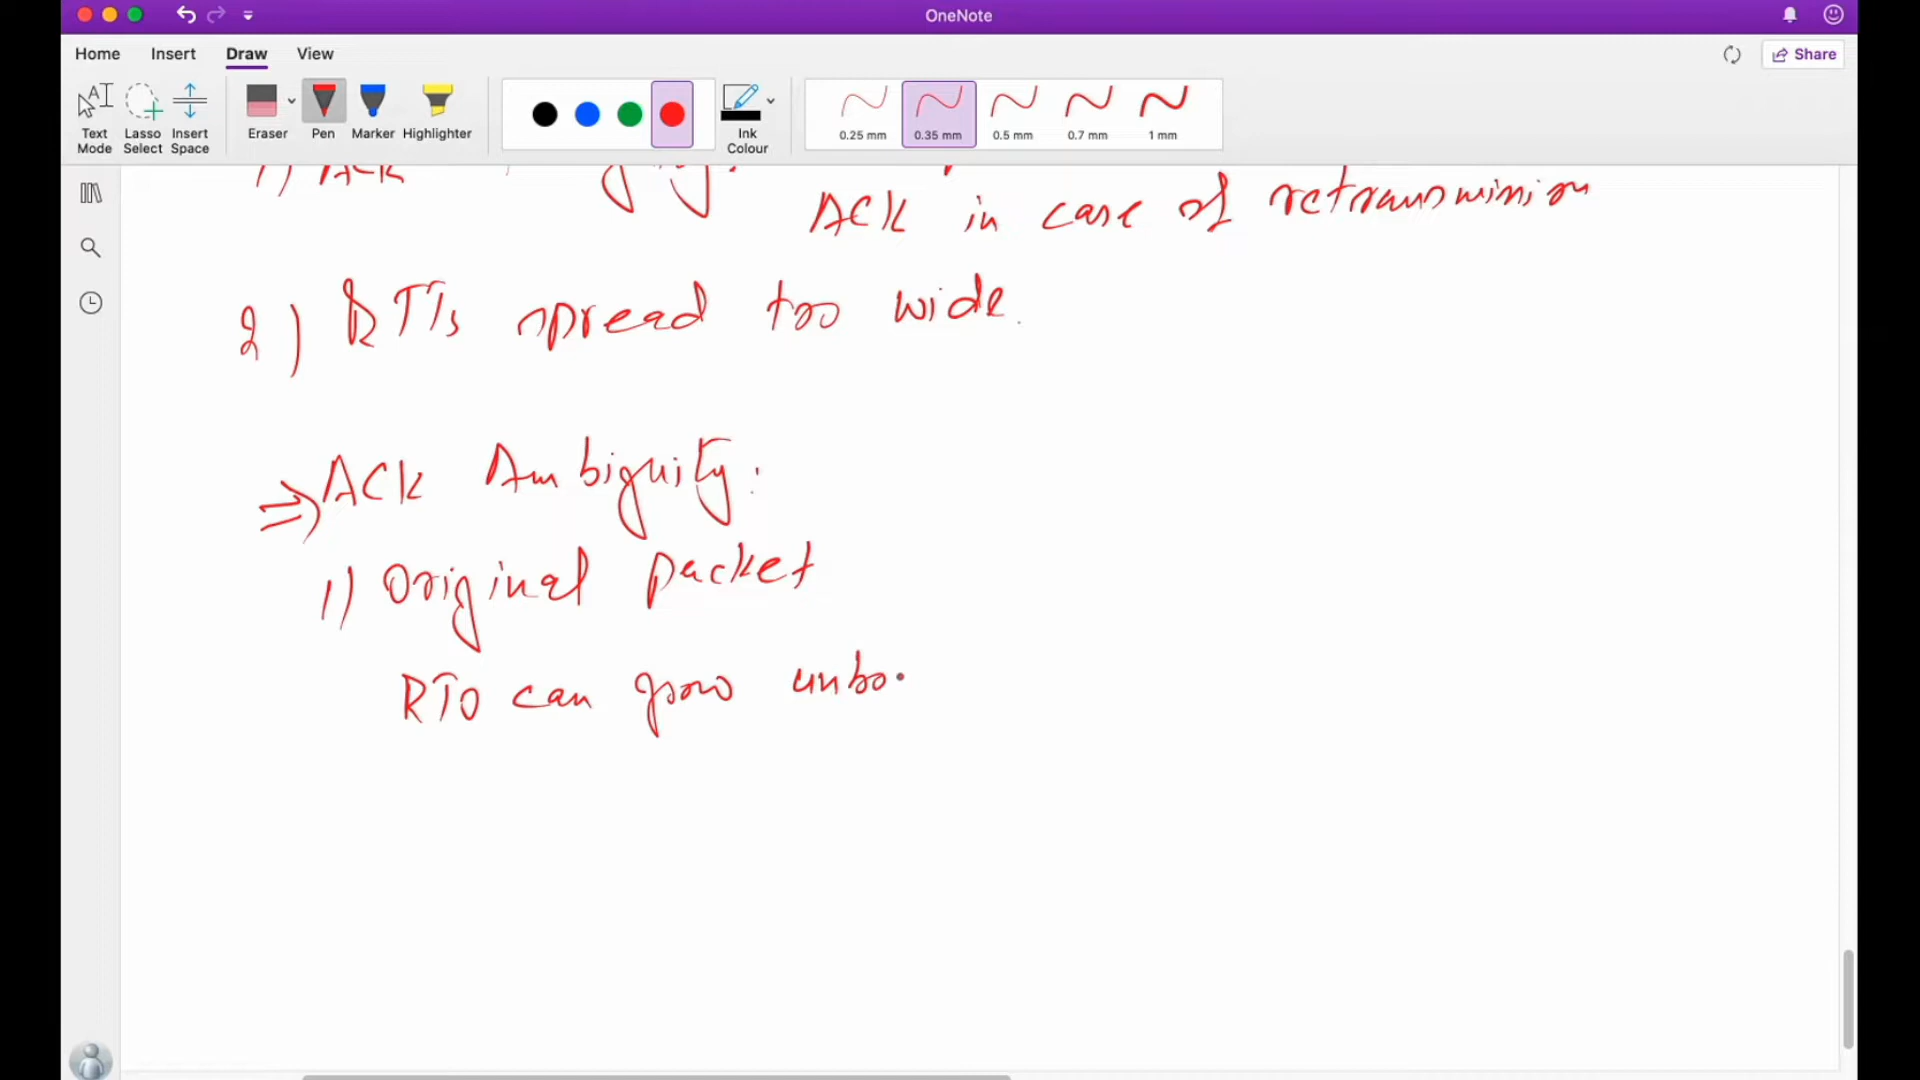 OneNote
Home Insert Draw View Share
Text Mode Lasso Select Insert Space Eraser Pen Marker Highlighter Ink Colour 0.25 mm 0.35 mm 0.5 mm 0.7 mm 1 mm
1) ACK
ACK in case of retransmission
2) RTTs spread too wide.
⇒ ACK Ambiguity:
1) Original packet
RTO can grow unbo